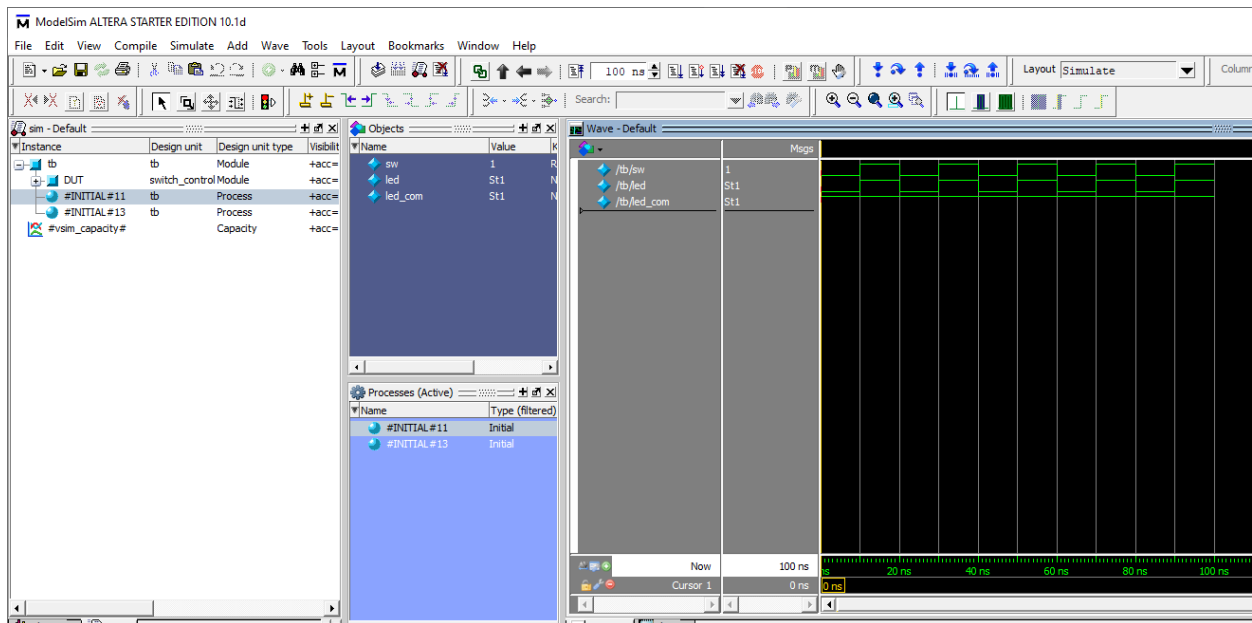 ModelSim ALTERA STARTER EDITION 10.1d
File Edit View Compile Simulate Add Wave Tools Layout Bookmarks Window Help
100 ns Layout Simulate Column
Search:
sim - Default
Instance Design unit Design unit type Visibilit
tb tb Module +acc=
DUT switch_control Module +acc=
#INITIAL#11 tb Process +acc=
#INITIAL#13 tb Process +acc=
#vsim_capacity# Capacity +acc=
Objects
Name Value K
sw 1 R
led St1 N
led_com St1 N
Processes (Active)
Name Type (filtered)
#INITIAL#11 Initial
#INITIAL#13 Initial
Wave - Default
Msgs
/tb/sw 1
/tb/led St1
/tb/led_com St1
Now 100 ns ns 20 ns 40 ns 60 ns 80 ns 100 ns
Cursor 1 0 ns 0 ns